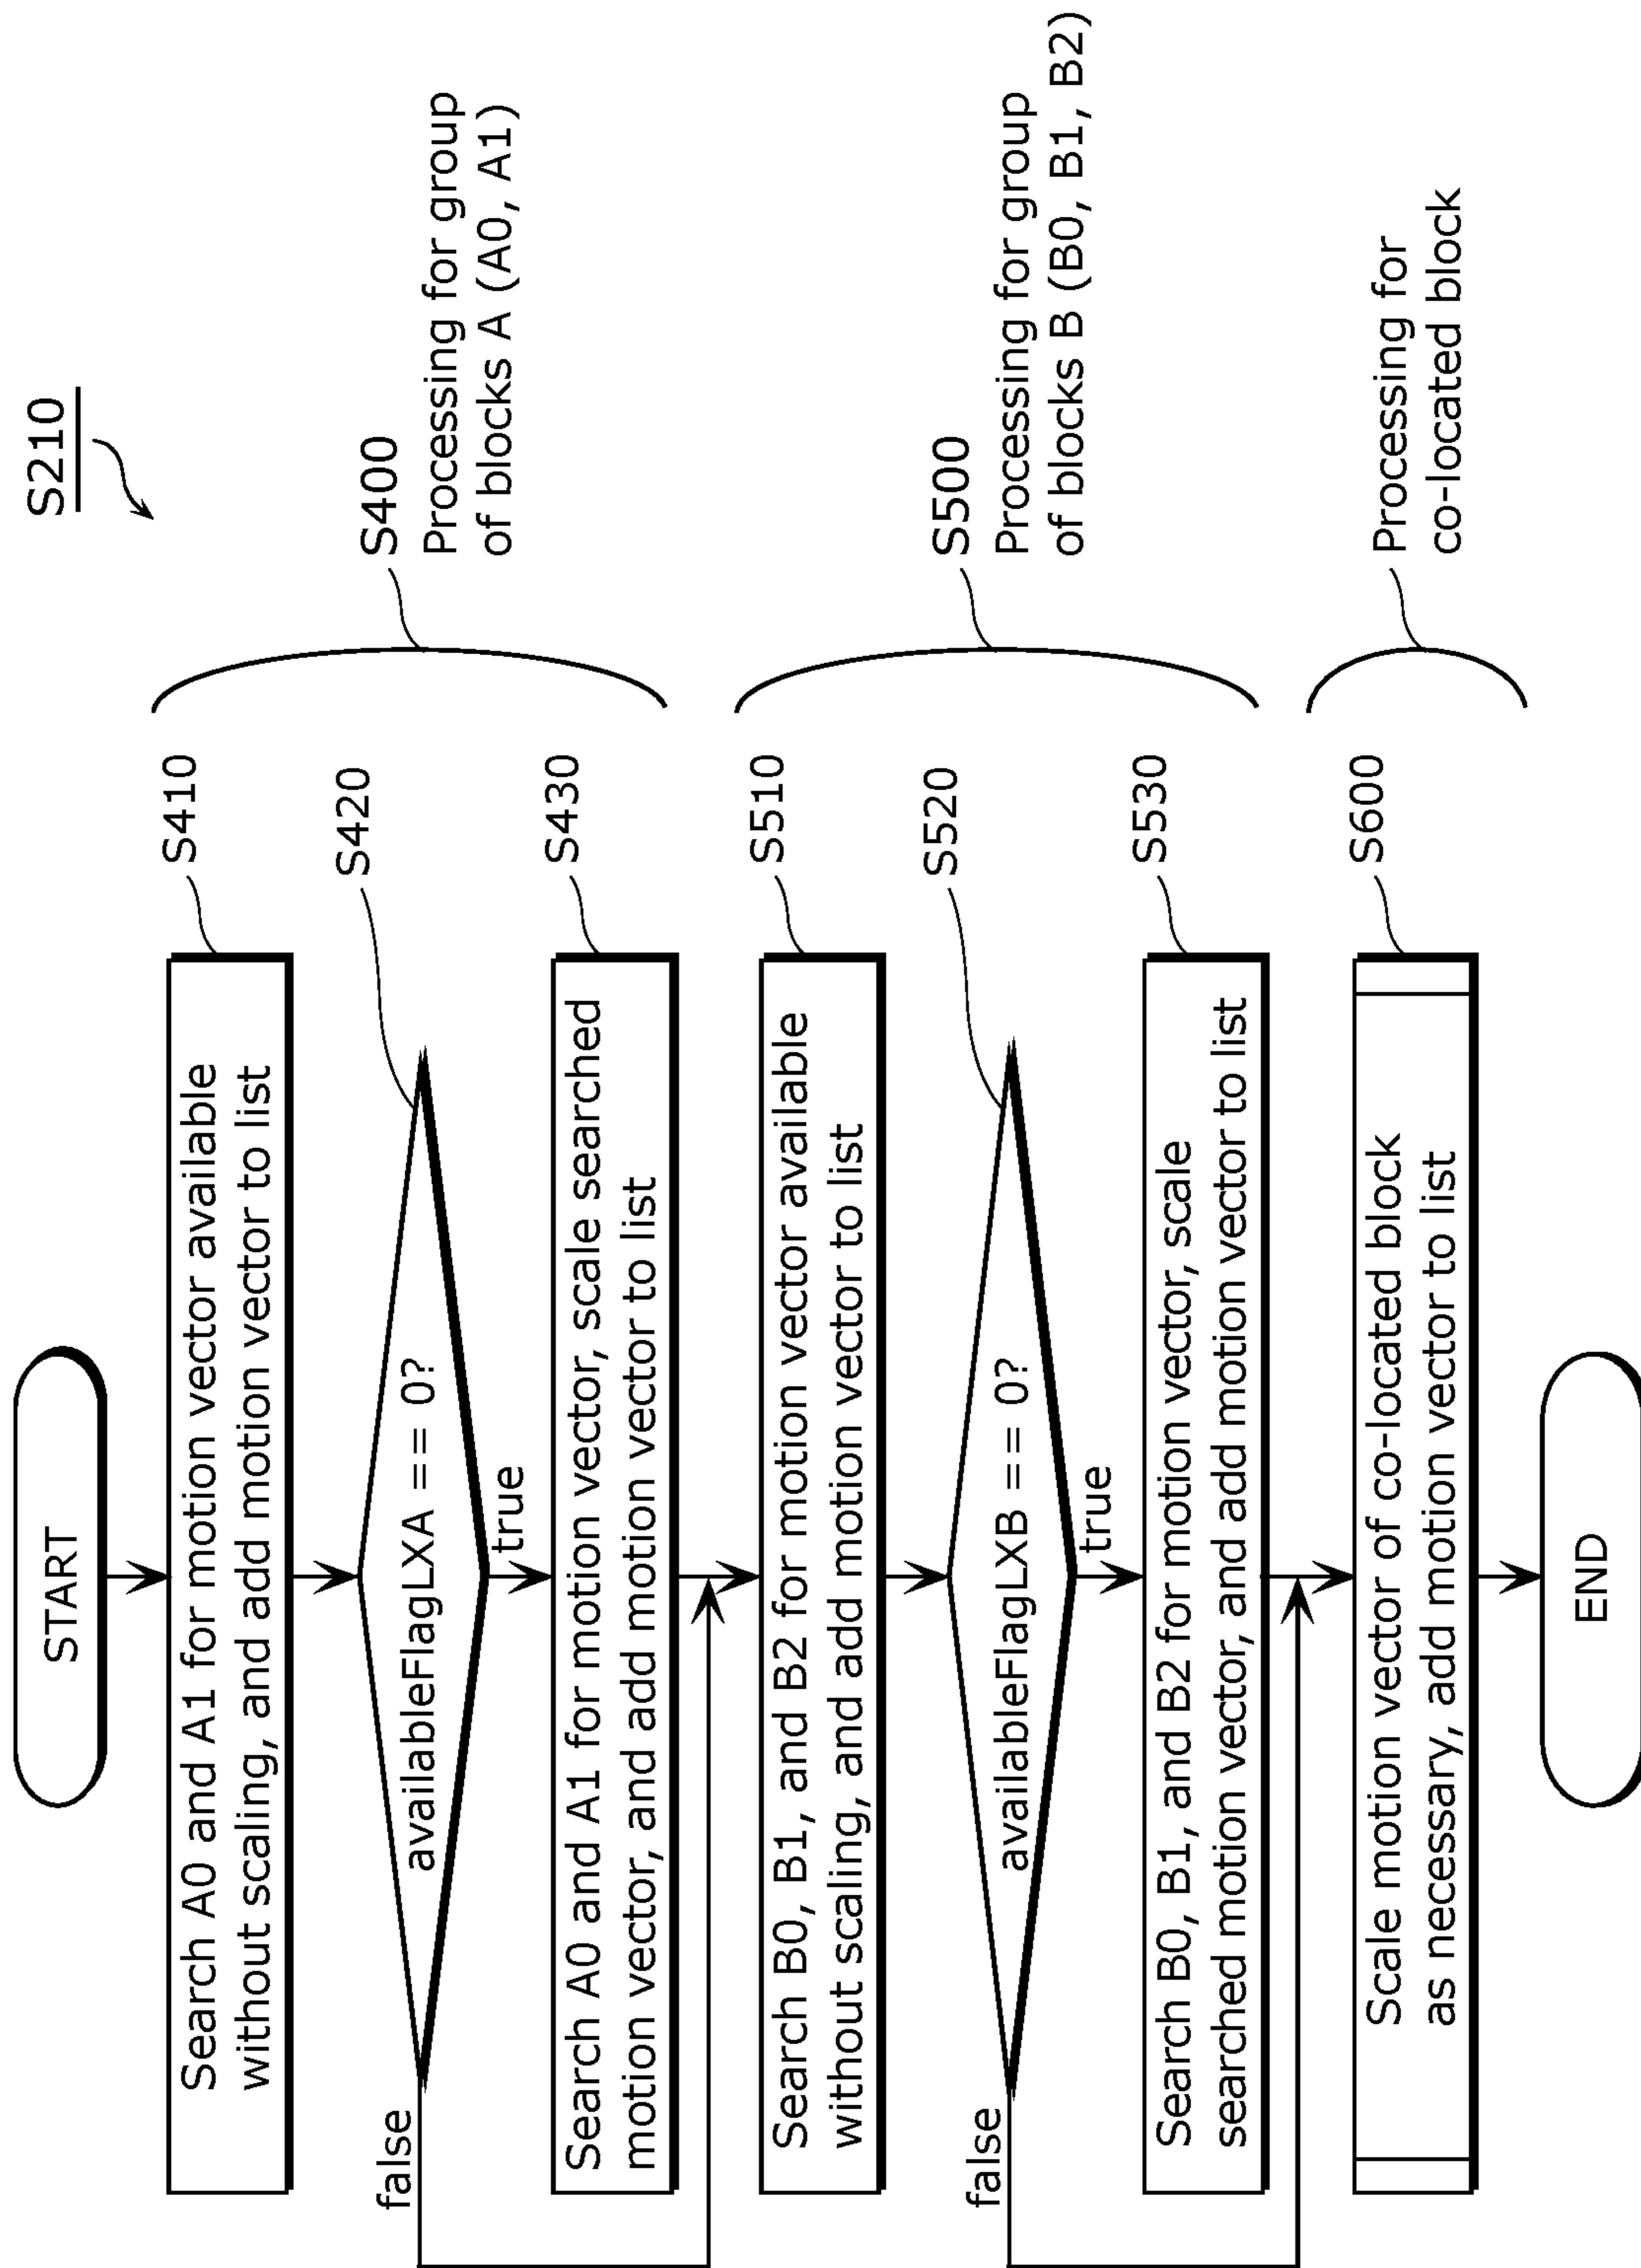 S210
START
S410
Search A0 and A1 for motion vector available
without scaling, and add motion vector to list
S420
availableFlagLXA == 0?
false
true
S430
Search A0 and A1 for motion vector, scale searched
motion vector, and add motion vector to list
S400
Processing for group
of blocks A (A0, A1)
S510
Search B0, B1, and B2 for motion vector available
without scaling, and add motion vector to list
S520
availableFlagLXB == 0?
false
true
S530
Search B0, B1, and B2 for motion vector, scale
searched motion vector, and add motion vector to list
S500
Processing for group
of blocks B (B0, B1, B2)
S600
Scale motion vector of co-located block
as necessary, add motion vector to list
Processing for
co-located block
END